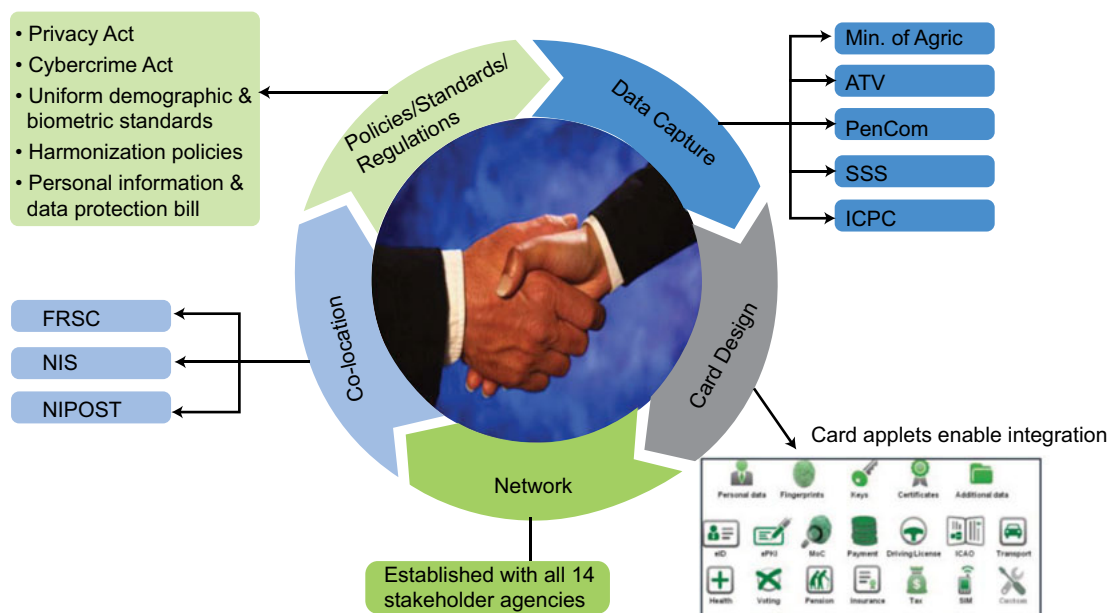 • Privacy Act
• Cybercrime Act
• Uniform demographic &
biometric standards
• Harmonization policies
• Personal information &
data protection bill
Policies/Standards/
Regulations
Data Capture
Min. of Agric
ATV
PenCom
SSS
ICPC
FRSC
NIS
NIPOST
Co-location
Card Design
Network
Established with all 14
stakeholder agencies
Card applets enable integration
Personal data Fingerprints Keys Certificates Additional data
eID ePKI MoC Payment Driving License ICAO Transport
Health Voting Pension Insurance Tax SIM Custom